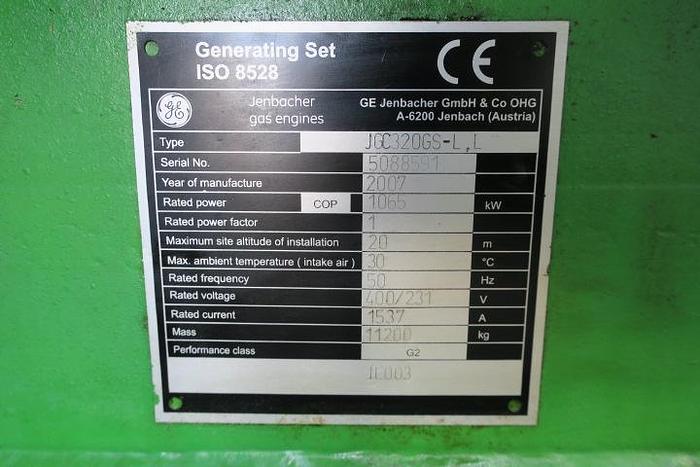 Generating Set
ISO 8528
CE
GE
Jenbacher
gas engines
GE Jenbacher GmbH & Co OHG
A-6200 Jenbach (Austria)
Type JGC320GS-L.L
Serial No. 5088591
Year of manufacture 2007
Rated power COP 1065 kW
Rated power factor 1
Maximum site altitude of installation 20 m
Max. ambient temperature ( intake air ) 30 °C
Rated frequency 50 Hz
Rated voltage 400/231 V
Rated current 1537 A
Mass 11200 kg
Performance class G2
JC003